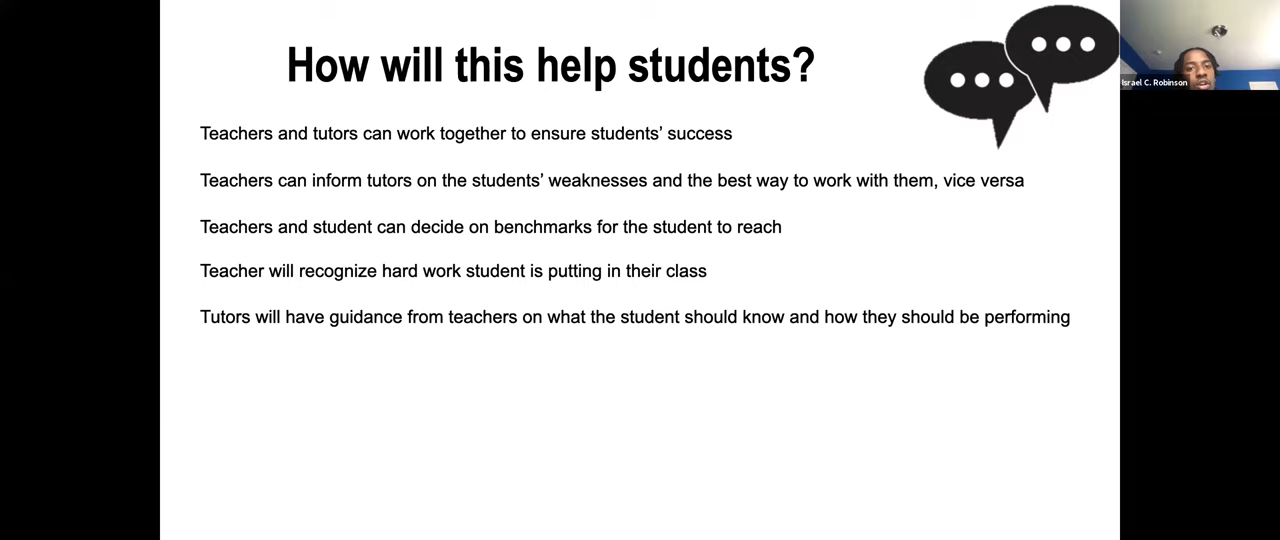 How will this help students?
Israel C. Robinson
Teachers and tutors can work together to ensure students’ success
Teachers can inform tutors on the students’ weaknesses and the best way to work with them, vice versa
Teachers and student can decide on benchmarks for the student to reach
Teacher will recognize hard work student is putting in their class
Tutors will have guidance from teachers on what the student should know and how they should be performing